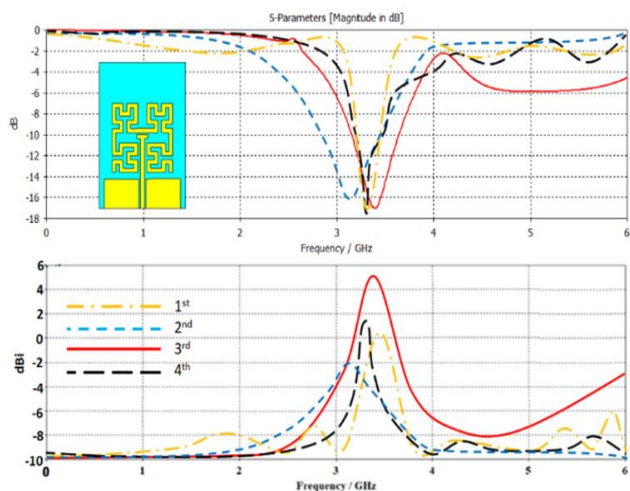 S-Parameters [Magnitude in dB]
0
-2
-4
-6
-8
-10
-12
-14
-16
-18
dB
0 1 2 3 4 5 6
Frequency / GHz
6
4
2
0
-2
-4
-6
-8
-10
dBi
1st
2nd
3rd
4th
0 1 2 3 4 5 6
Frequency / GHz